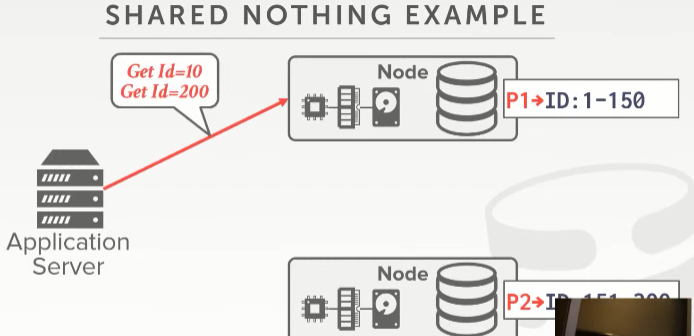 SHARED NOTHING EXAMPLE
Get Id=10
Get Id=200
Node
P1→ID:1-150
Application
Server
Node
P2→